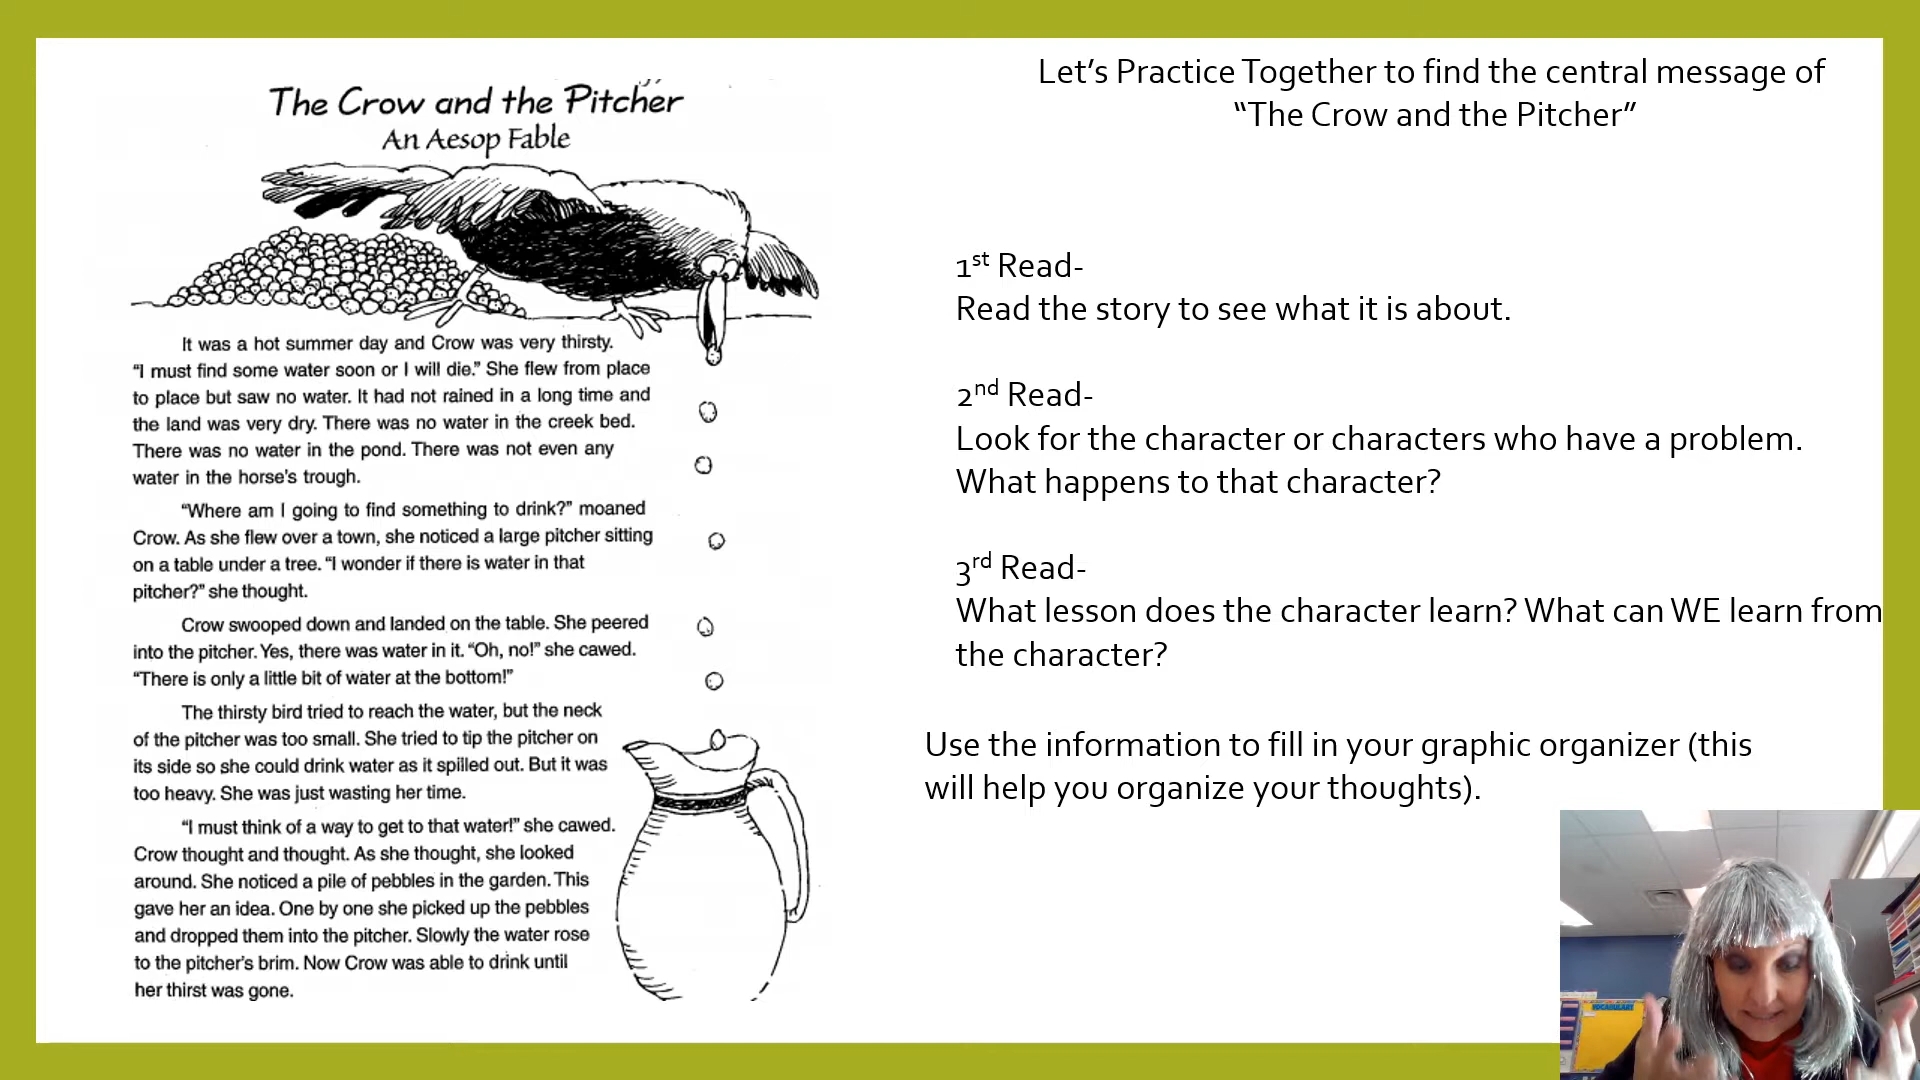 The Crow and the Pitcher
An Aesop Fable
It was a hot summer day and Crow was very thirsty.
“I must find some water soon or I will die.” She flew from place
to place but saw no water. It had not rained in a long time and
the land was very dry. There was no water in the creek bed.
There was no water in the pond. There was not even any
water in the horse’s trough.
“Where am I going to find something to drink?” moaned
Crow. As she flew over a town, she noticed a large pitcher sitting
on a table under a tree. “I wonder if there is water in that
pitcher?” she thought.
Crow swooped down and landed on the table. She peered
into the pitcher. Yes, there was water in it. “Oh, no!” she cawed.
“There is only a little bit of water at the bottom!”
The thirsty bird tried to reach the water, but the neck
of the pitcher was too small. She tried to tip the pitcher on
its side so she could drink water as it spilled out. But it was
too heavy. She was just wasting her time.
“I must think of a way to get to that water!” she cawed.
Crow thought and thought. As she thought, she looked
around. She noticed a pile of pebbles in the garden. This
gave her an idea. One by one she picked up the pebbles
and dropped them into the pitcher. Slowly the water rose
to the pitcher’s brim. Now Crow was able to drink until
her thirst was gone.
Let’s Practice Together to find the central message of
“The Crow and the Pitcher”
1st Read-
Read the story to see what it is about.
2nd Read-
Look for the character or characters who have a problem.
What happens to that character?
3rd Read-
What lesson does the character learn? What can WE learn from
the character?
Use the information to fill in your graphic organizer (this
will help you organize your thoughts).
VOCABULARY